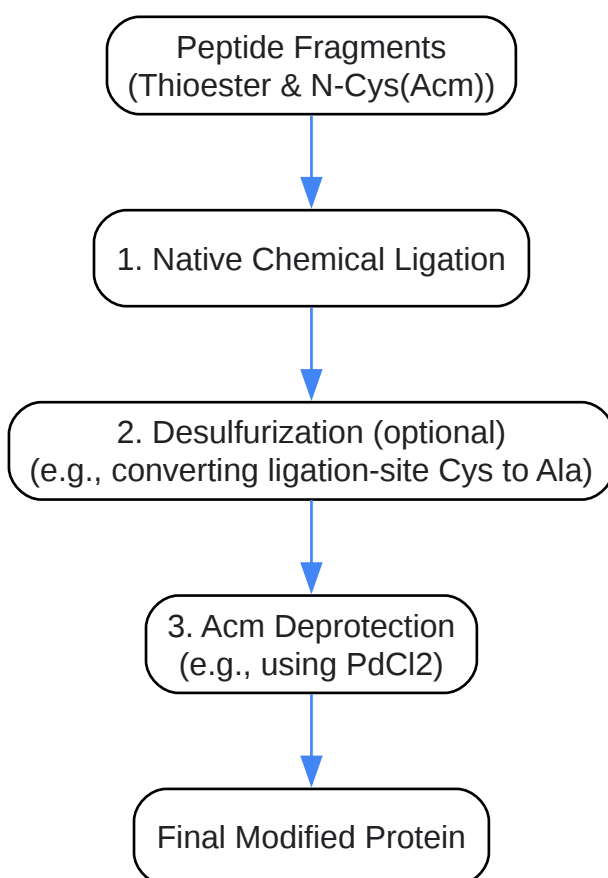 Peptide Fragments
(Thioester & N-Cys(Acm))
1. Native Chemical Ligation
2. Desulfurization (optional)
(e.g., converting ligation-site Cys to Ala)
3. Acm Deprotection
(e.g., using PdCl2)
Final Modified Protein